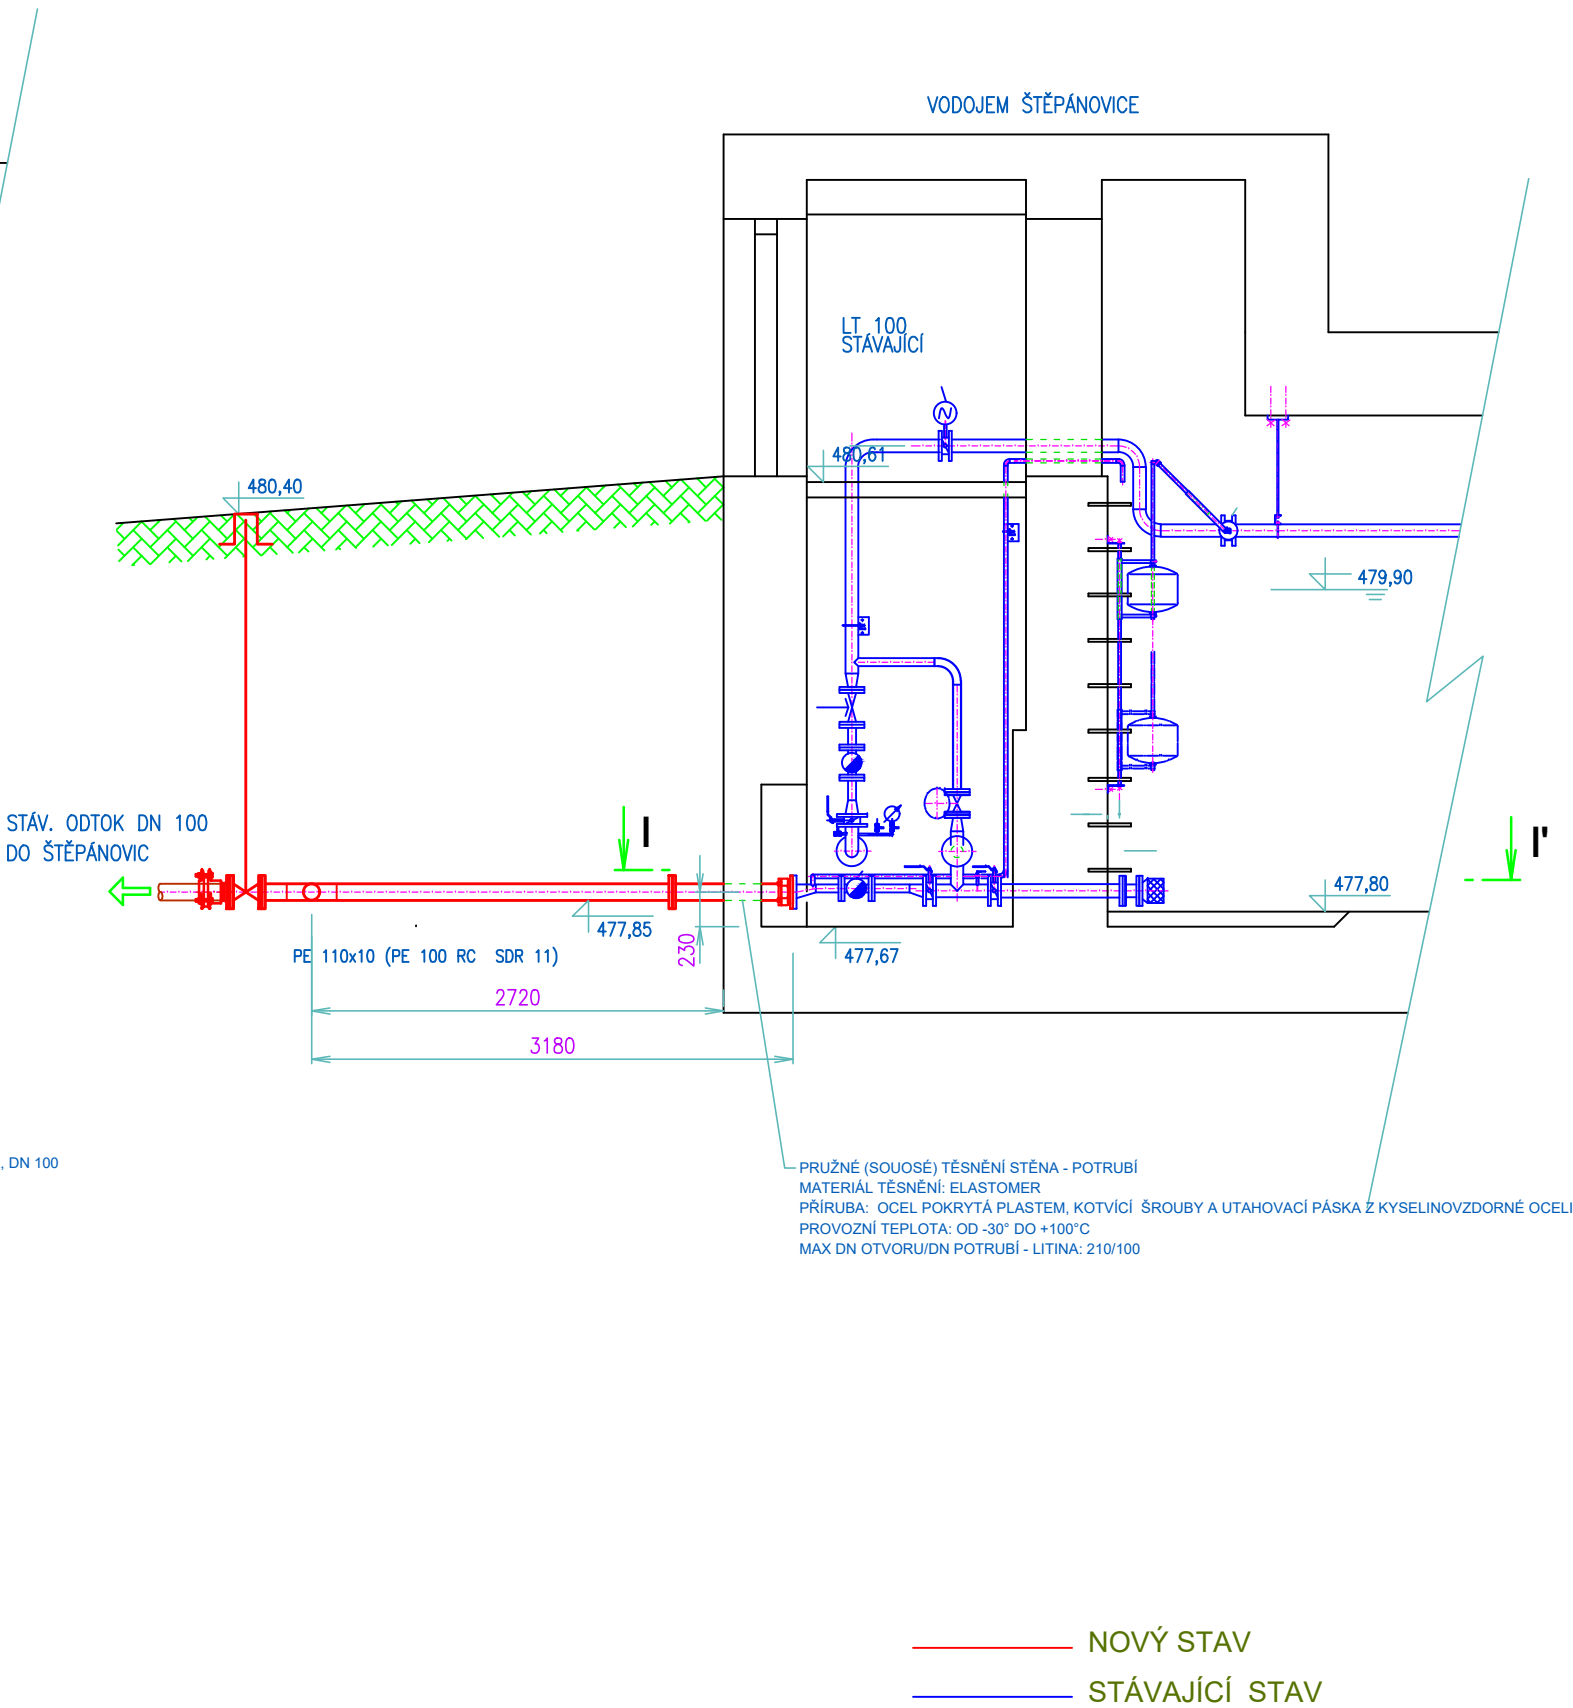 VODOJEM ŠTĚPÁNOVICE
LT 100
STÁVAJÍCÍ
480,61
480,40
479,90
STÁV. ODTOK DN 100
DO ŠTĚPÁNOVIC
I
I'
477,80
477,85
230
477,67
PE 110x10 (PE 100 RC SDR 11)
2720
3180
, DN 100
PRUŽNÉ (SOUOSÉ) TĚSNĚNÍ STĚNA - POTRUBÍ
MATERIÁL TĚSNĚNÍ: ELASTOMER
PŘÍRUBA: OCEL POKRYTÁ PLASTEM, KOTVÍCÍ ŠROUBY A UTAHOVACÍ PÁSKA Z KYSELINOVZDORNÉ OCELI
PROVOZNÍ TEPLOTA: OD -30° DO +100°C
MAX DN OTVORU/DN POTRUBÍ - LITINA: 210/100
NOVÝ STAV
STÁVAJÍCÍ STAV